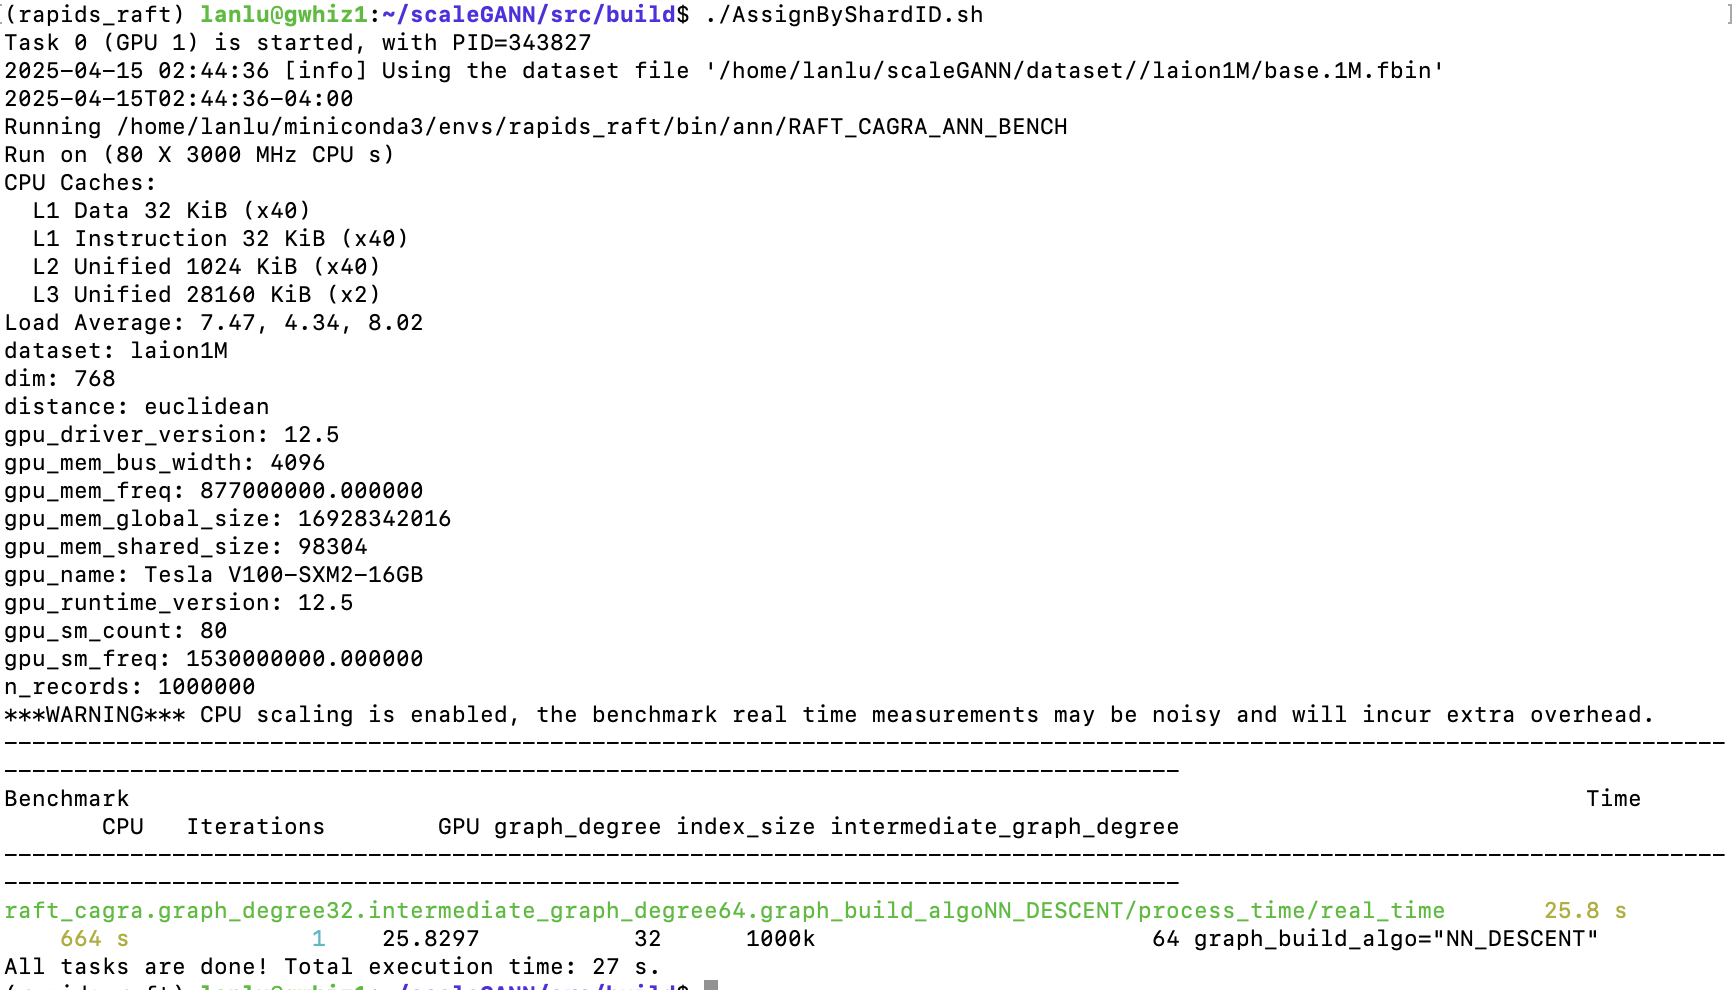 (rapids_raft) lanlu@gwhiz1:~/scaleGANN/src/build$ ./AssignByShardID.sh
Task 0 (GPU 1) is started, with PID=343827
2025-04-15 02:44:36 [info] Using the dataset file '/home/lanlu/scaleGANN/dataset//laion1M/base.1M.fbin'
2025-04-15T02:44:36-04:00
Running /home/lanlu/miniconda3/envs/rapids_raft/bin/ann/RAFT_CAGRA_ANN_BENCH
Run on (80 X 3000 MHz CPU s)
CPU Caches:
  L1 Data 32 KiB (x40)
  L1 Instruction 32 KiB (x40)
  L2 Unified 1024 KiB (x40)
  L3 Unified 28160 KiB (x2)
Load Average: 7.47, 4.34, 8.02
dataset: laion1M
dim: 768
distance: euclidean
gpu_driver_version: 12.5
gpu_mem_bus_width: 4096
gpu_mem_freq: 877000000.000000
gpu_mem_global_size: 16928342016
gpu_mem_shared_size: 98304
gpu_name: Tesla V100-SXM2-16GB
gpu_runtime_version: 12.5
gpu_sm_count: 80
gpu_sm_freq: 1530000000.000000
n_records: 1000000
***WARNING*** CPU scaling is enabled, the benchmark real time measurements may be noisy and will incur extra overhead.
---------------------------------------------------------------------------------------------------------------------------
------------------------------------------------------------------------------------
Benchmark                                                                                                        Time
       CPU   Iterations        GPU graph_degree index_size intermediate_graph_degree
---------------------------------------------------------------------------------------------------------------------------
------------------------------------------------------------------------------------
raft_cagra.graph_degree32.intermediate_graph_degree64.graph_build_algoNN_DESCENT/process_time/real_time       25.8 s
    664 s             1    25.8297           32      1000k                        64 graph_build_algo="NN_DESCENT"
All tasks are done! Total execution time: 27 s.
(rapids_raft) lanlu@gwhiz1:~/scaleGANN/src/build$